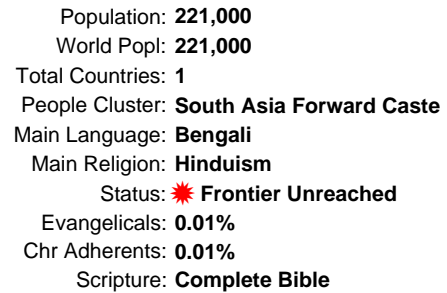 Population: 221,000
World Popl: 221,000
Total Countries: 1
People Cluster: South Asia Forward Caste
Main Language: Bengali
Main Religion: Hinduism
Status: Frontier Unreached
Evangelicals: 0.01%
Chr Adherents: 0.01%
Scripture: Complete Bible